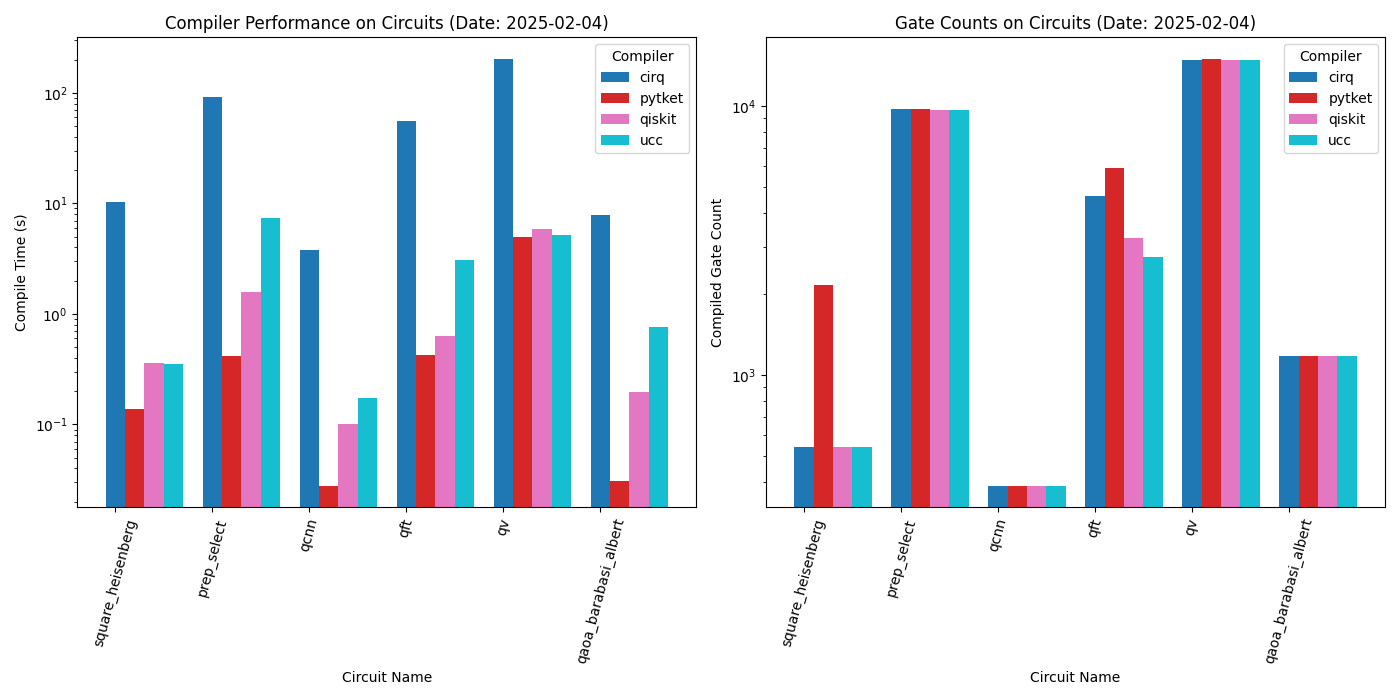 Compiler Performance on Circuits (Date: 2025-02-04)
Compile Time (s)
10²
10¹
10⁰
10⁻¹
Compiler
cirq
pytket
qiskit
ucc
square_heisenberg
prep_select
qcnn
qft
qv
qaoa_barabasi_albert
Circuit Name
Gate Counts on Circuits (Date: 2025-02-04)
Compiled Gate Count
10⁴
10³
Compiler
cirq
pytket
qiskit
ucc
square_heisenberg
prep_select
qcnn
qft
qv
qaoa_barabasi_albert
Circuit Name